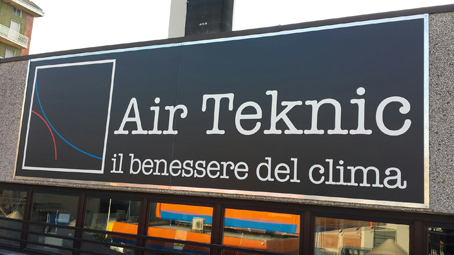 Air Teknic
il benessere del clima